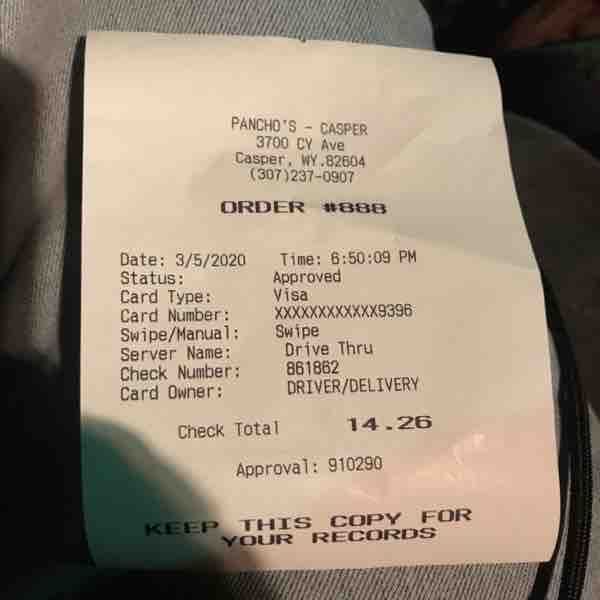 PANCHO'S - CASPER
3700 CY Ave
Casper, WY.82604
(307)237-0907
ORDER #888
Date: 3/5/2020 Time: 6:50:09 PM
Status: Approved
Card Type: Visa
Card Number: XXXXXXXXXXXX9396
Swipe/Manual: Swipe
Server Name: Drive Thru
Check Number: 861862
Card Owner: DRIVER/DELIVERY
Check Total 14.26
Approval: 910290
KEEP THIS COPY FOR
YOUR RECORDS